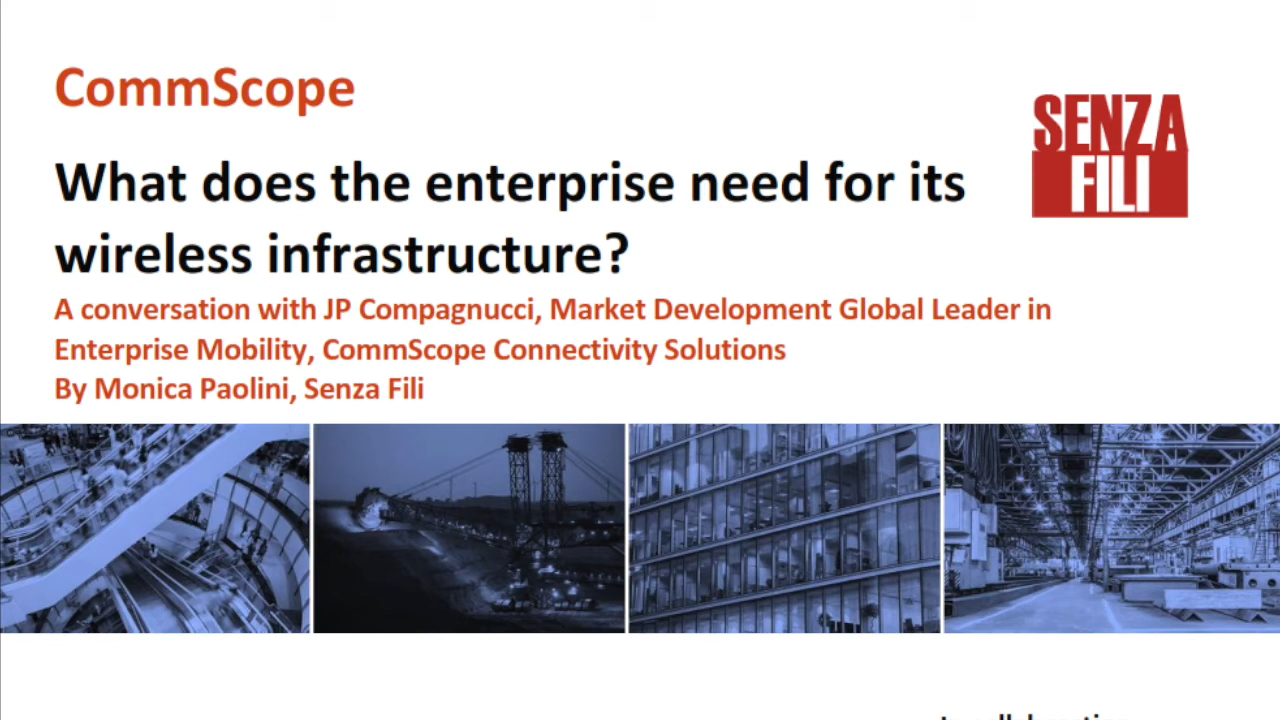 CommScope
What does the enterprise need for its
wireless infrastructure?
A conversation with JP Compagnucci, Market Development Global Leader in
Enterprise Mobility, CommScope Connectivity Solutions
By Monica Paolini, Senza Fili
SENZA
FILI